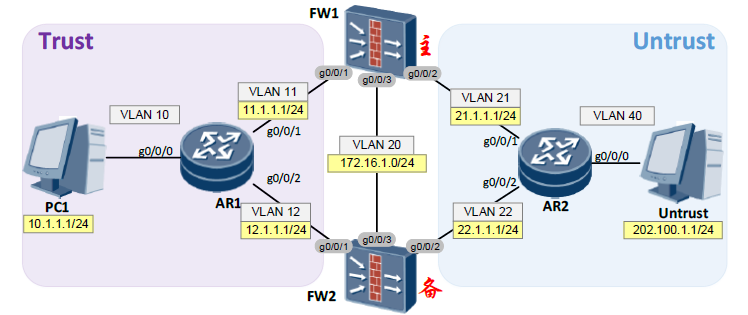 FW1
Trust
主
Untrust
g0/0/1
g0/0/3
g0/0/2
VLAN 11
11.1.1.1/24
VLAN 21
21.1.1.1/24
VLAN 10
VLAN 40
g0/0/1
g0/0/1
VLAN 20
172.16.1.0/24
g0/0/0
g0/0/0
g0/0/2
g0/0/2
PC1
10.1.1.1/24
AR1
AR2
Untrust
202.100.1.1/24
VLAN 12
12.1.1.1/24
VLAN 22
22.1.1.1/24
g0/0/1
g0/0/3
g0/0/2
FW2
备